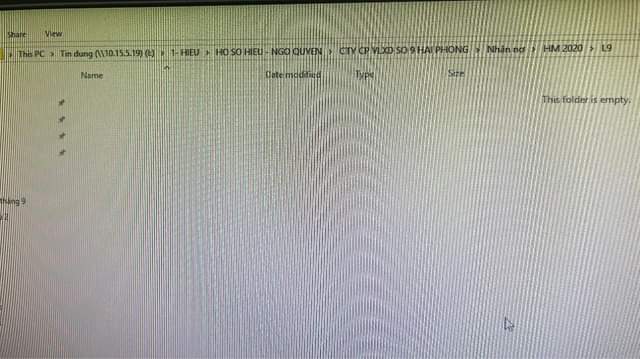 Share View
This PC › Tin dung (\\10.15.5.19) (I:) › 1- HIEU › HO SO HIEU - NGO QUYEN › CTY CP VLXD SO 9 HAI PHONG › Nhận nợ › HM 2020 › L9
Name Date modified Type Size
This folder is empty.
tháng 9